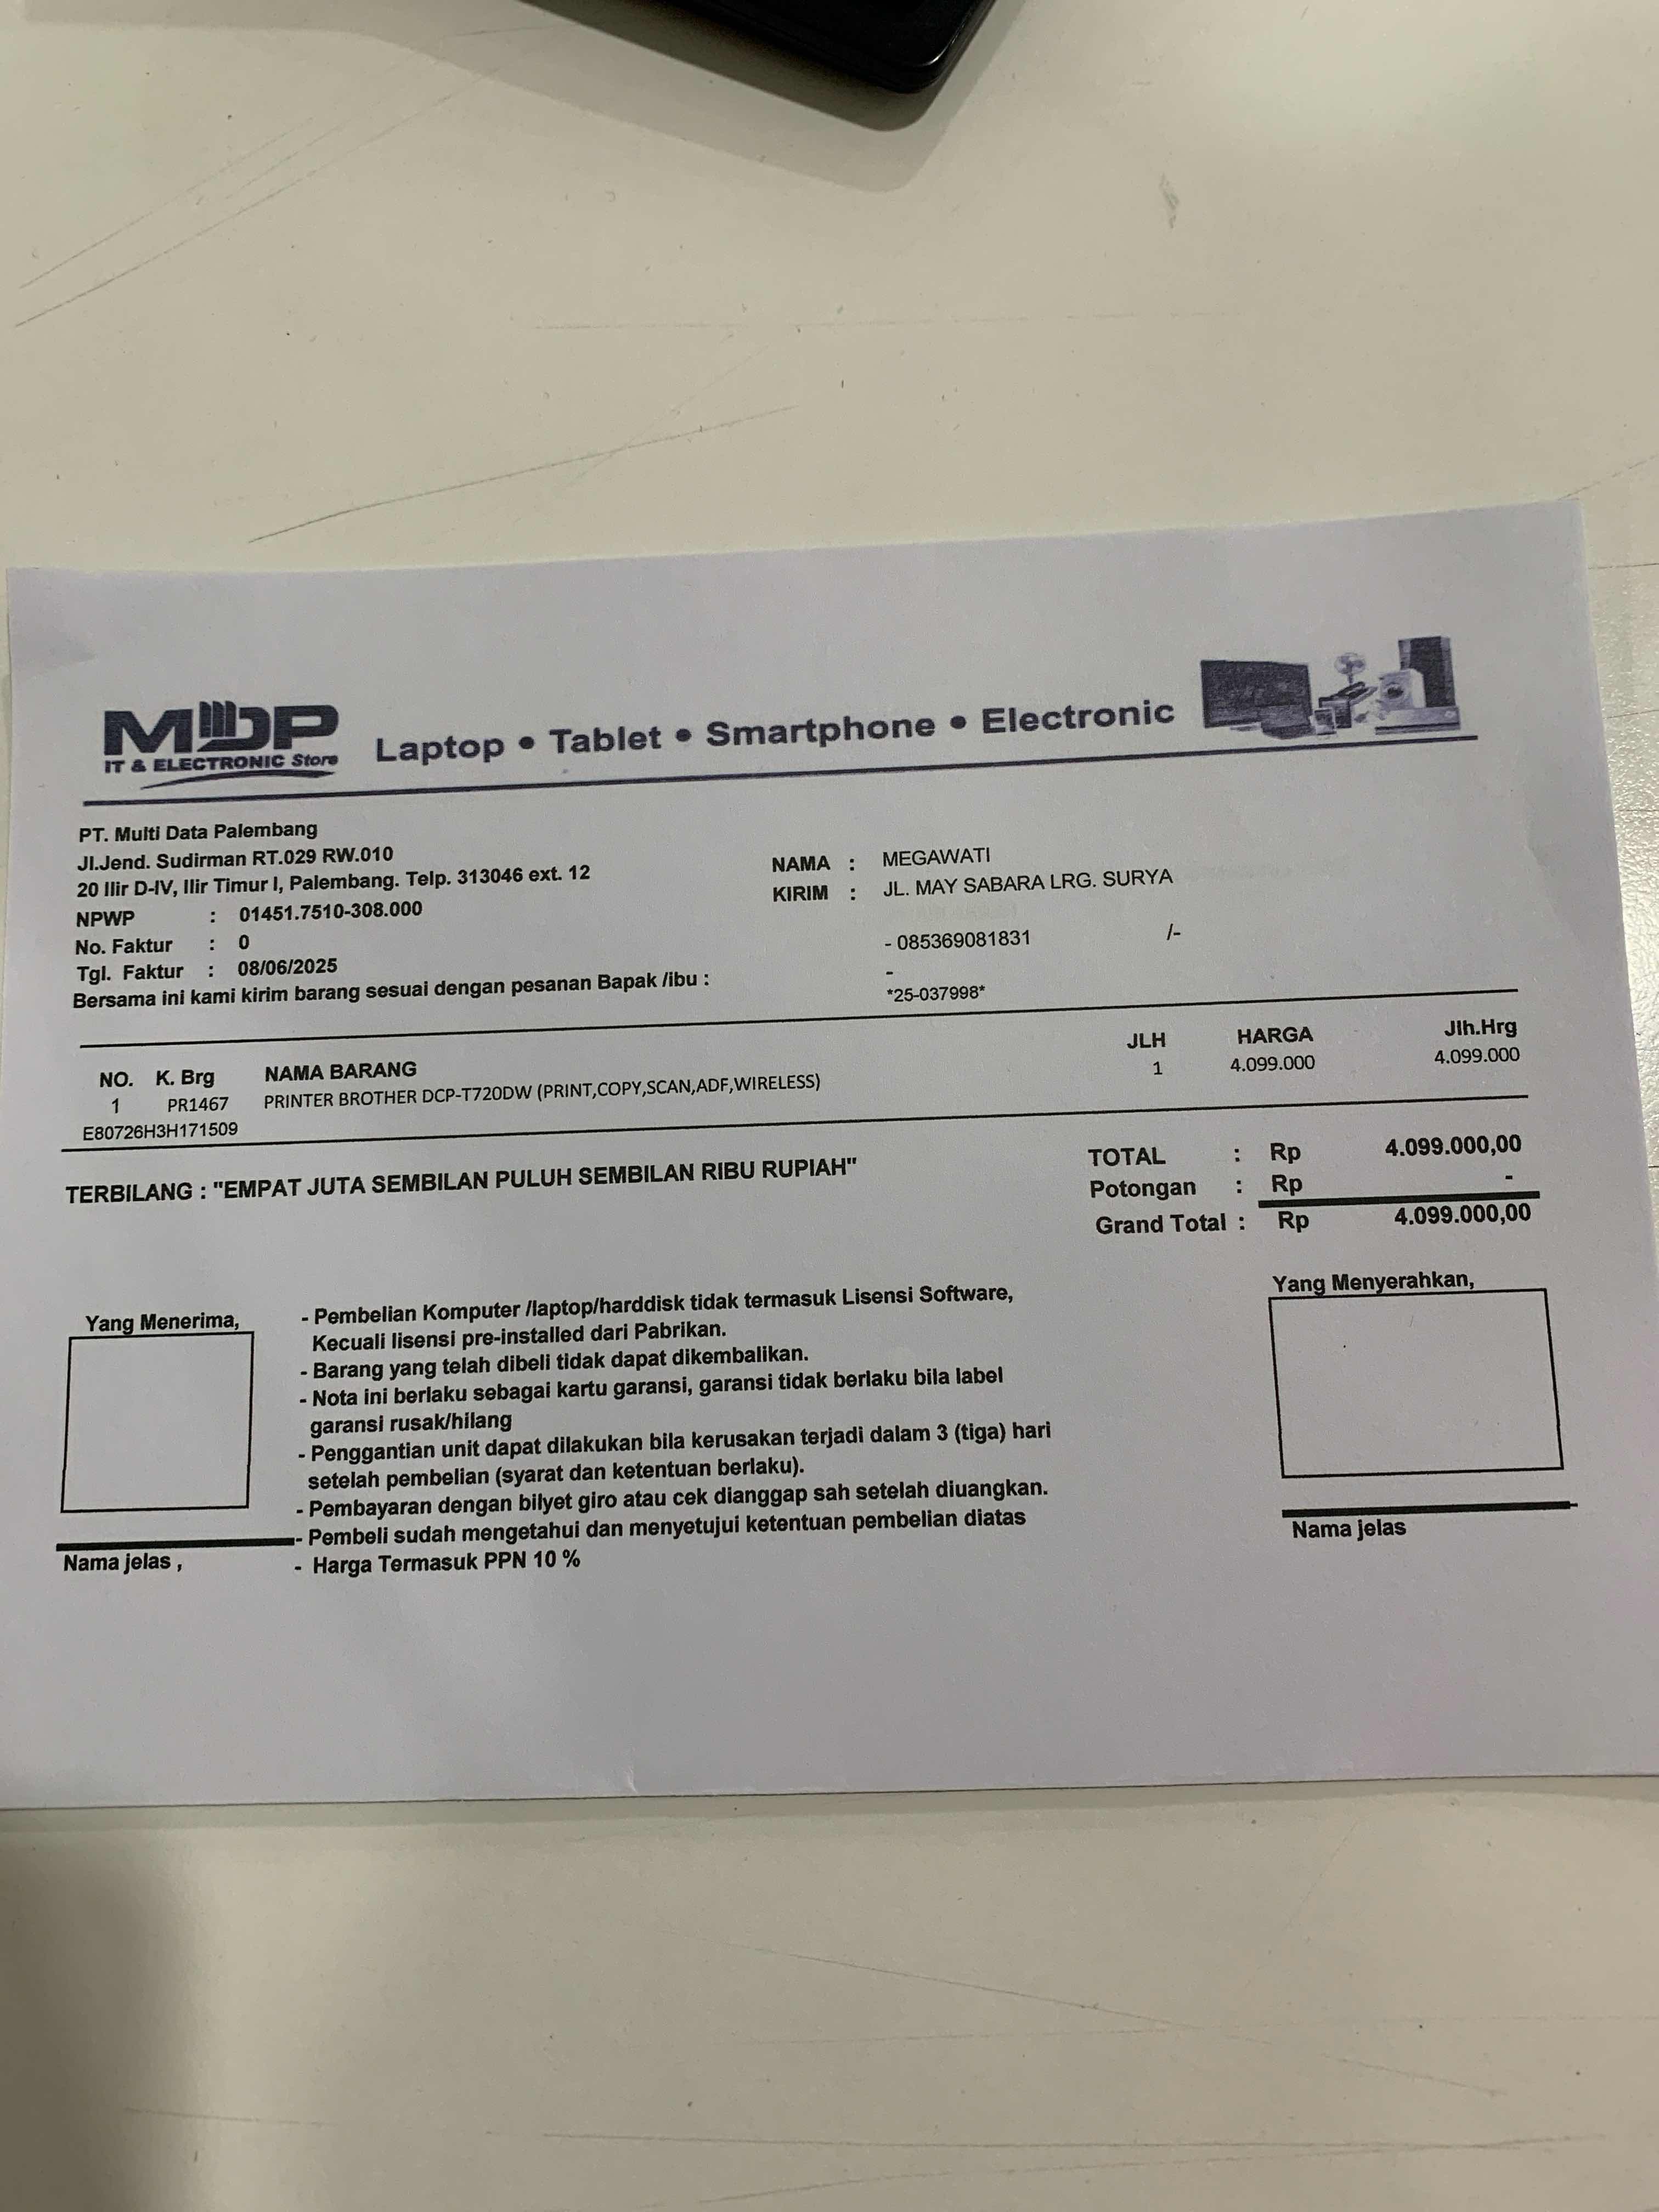 MDP
IT & ELECTRONIC Store
Laptop • Tablet • Smartphone • Electronic
PT. Multi Data Palembang
Jl.Jend. Sudirman RT.029 RW.010
20 Ilir D-IV, Ilir Timur I, Palembang. Telp. 313046 ext. 12
NPWP : 01451.7510-308.000
No. Faktur : 0
Tgl. Faktur : 08/06/2025
Bersama ini kami kirim barang sesuai dengan pesanan Bapak /ibu :
NAMA : MEGAWATI
KIRIM : JL. MAY SABARA LRG. SURYA
- 085369081831 /-
-
*25-037998*
NO. K. Brg NAMA BARANG JLH HARGA Jlh.Hrg
1 PR1467 PRINTER BROTHER DCP-T720DW (PRINT,COPY,SCAN,ADF,WIRELESS) 1 4.099.000 4.099.000
E80726H3H171509
TERBILANG : "EMPAT JUTA SEMBILAN PULUH SEMBILAN RIBU RUPIAH"
TOTAL : Rp 4.099.000,00
Potongan : Rp -
Grand Total : Rp 4.099.000,00
Yang Menerima,
Nama jelas ,
- Pembelian Komputer /laptop/harddisk tidak termasuk Lisensi Software,
Kecuali lisensi pre-installed dari Pabrikan.
- Barang yang telah dibeli tidak dapat dikembalikan.
- Nota ini berlaku sebagai kartu garansi, garansi tidak berlaku bila label
garansi rusak/hilang
- Penggantian unit dapat dilakukan bila kerusakan terjadi dalam 3 (tiga) hari
setelah pembelian (syarat dan ketentuan berlaku).
- Pembayaran dengan bilyet giro atau cek dianggap sah setelah diuangkan.
- Pembeli sudah mengetahui dan menyetujui ketentuan pembelian diatas
- Harga Termasuk PPN 10 %
Yang Menyerahkan,
Nama jelas